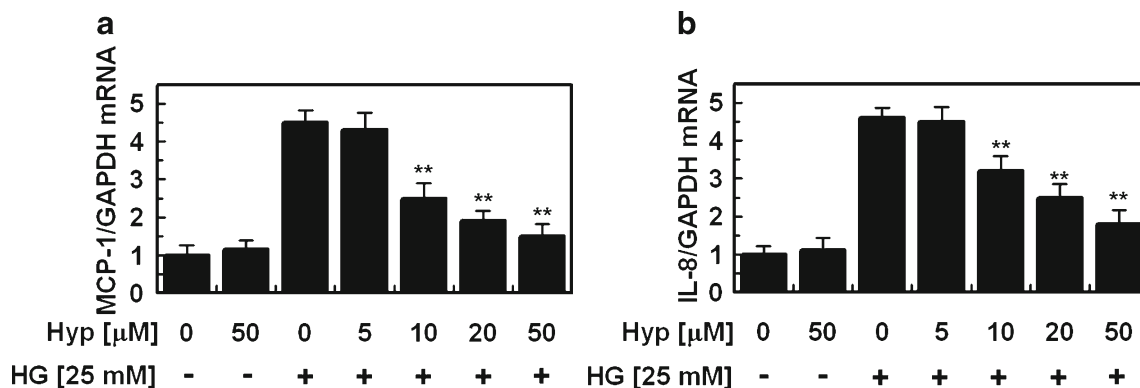 a
MCP-1/GAPDH mRNA
5
4
3
2
1
0
** ** **
Hyp [μM] 0 50 0 5 10 20 50
HG [25 mM] - - + + + + +
b
IL-8/GAPDH mRNA
5
4
3
2
1
0
** ** **
Hyp [μM] 0 50 0 5 10 20 50
HG [25 mM] - - + + + + +